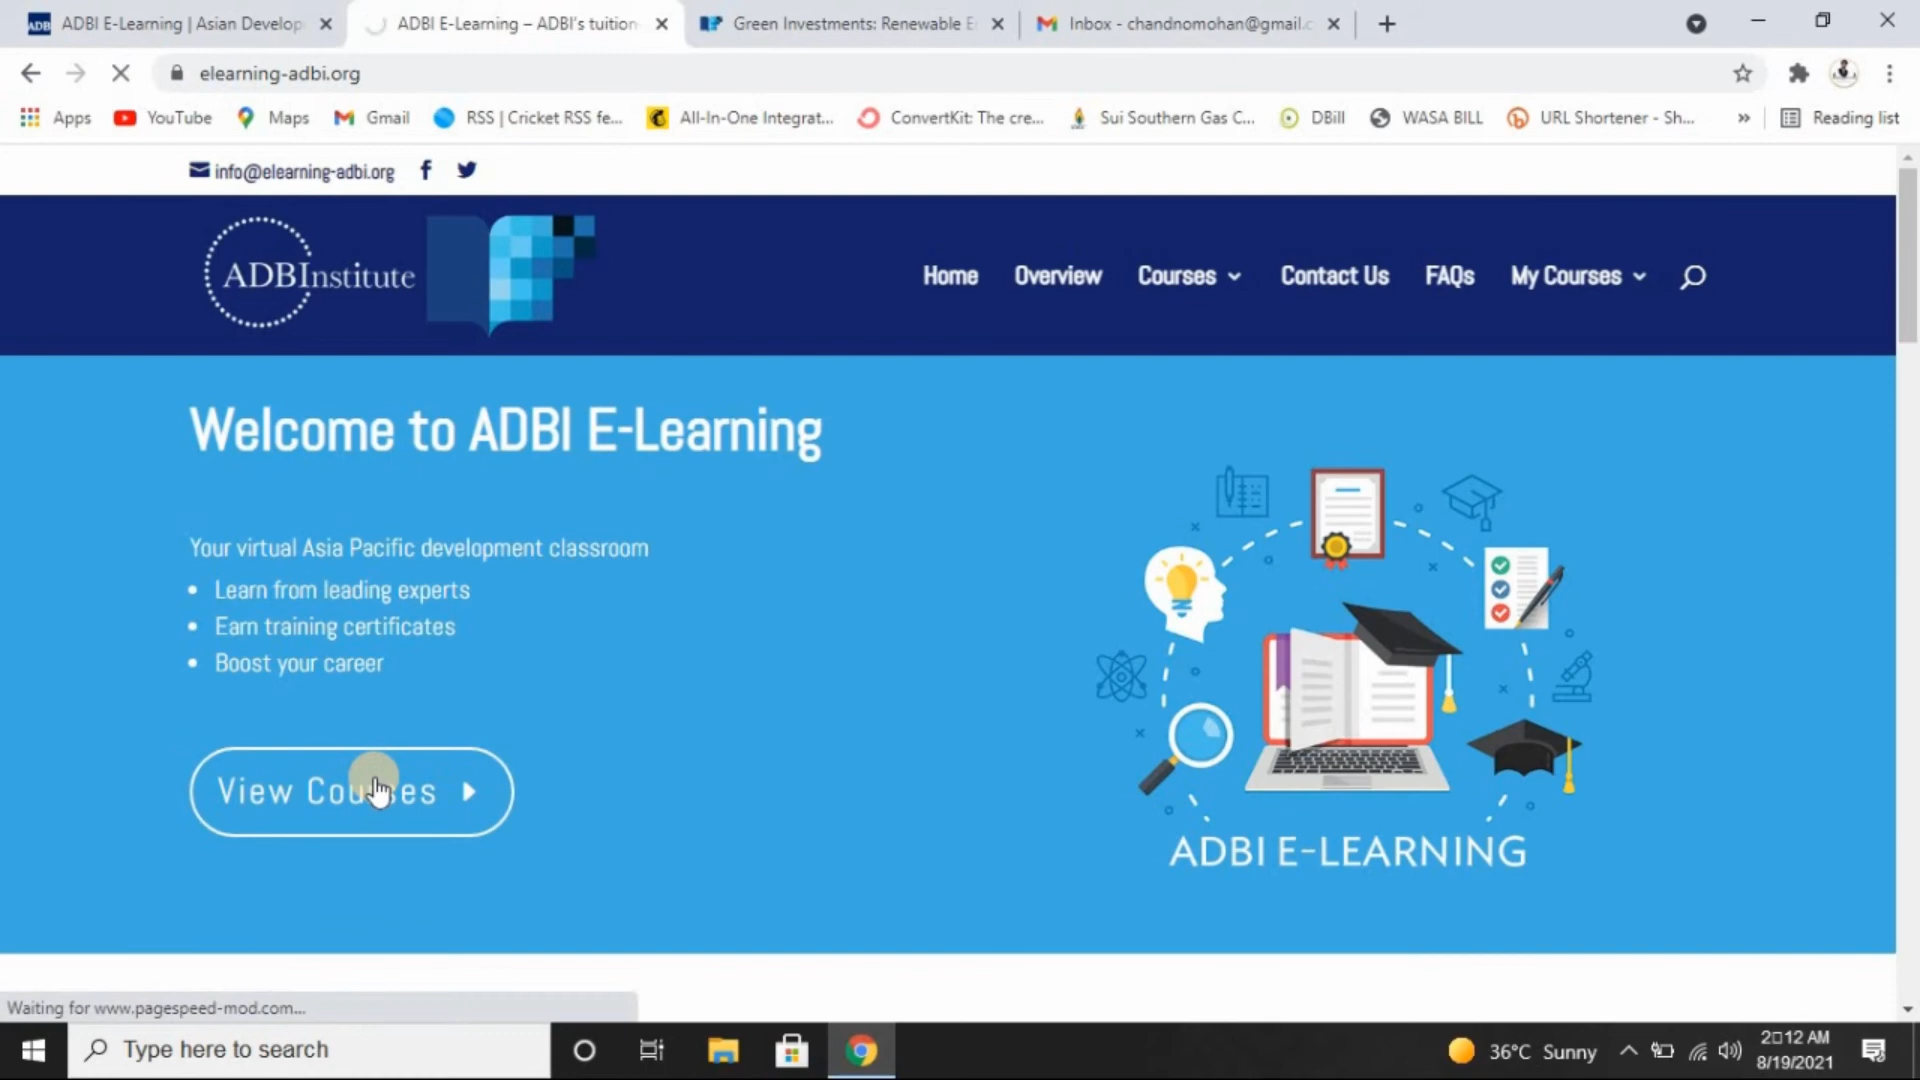 ADB ADBI E-Learning | Asian Develop
ADBI E-Learning – ADBI's tuition
Green Investments: Renewable E
Inbox - chandnomohan@gmail.c
elearning-adbi.org
Apps
YouTube
Maps
Gmail
RSS | Cricket RSS fe...
All-In-One Integrat...
ConvertKit: The cre...
Sui Southern Gas C...
DBill
WASA BILL
URL Shortener - Sh...
»
Reading list
info@elearning-adbi.org
ADBInstitute
Home
Overview
Courses
Contact Us
FAQs
My Courses
Welcome to ADBI E-Learning
Your virtual Asia Pacific development classroom
• Learn from leading experts
• Earn training certificates
• Boost your career
View Courses
ADBI E-LEARNING
Waiting for www.pagespeed-mod.com...
Type here to search
36°C Sunny
2:12 AM
8/19/2021